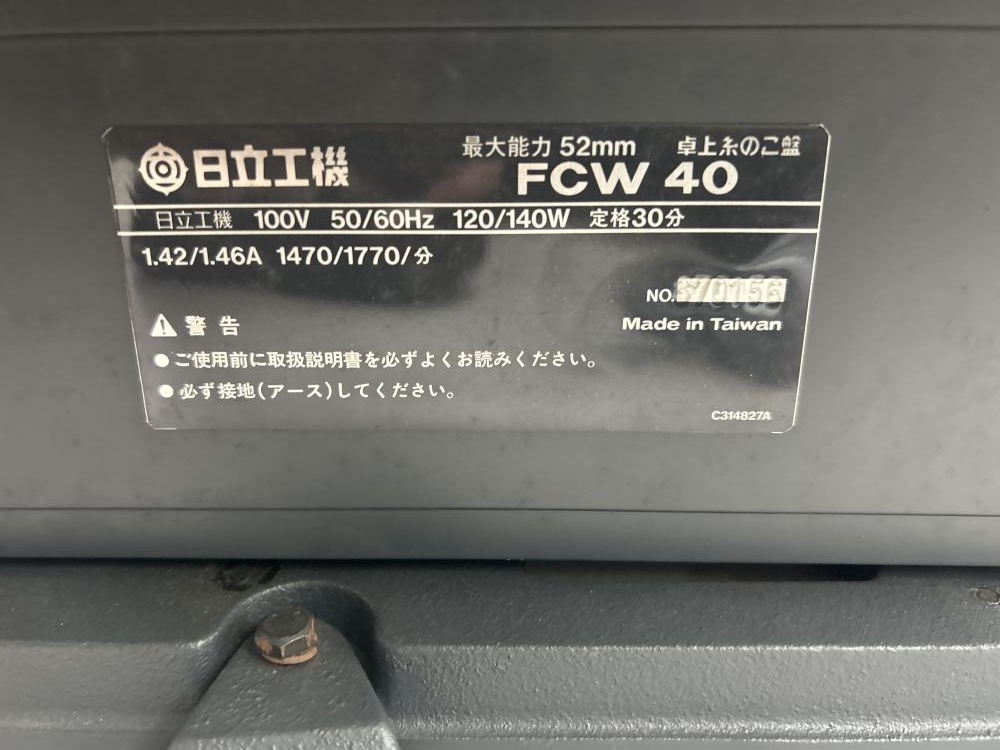 日立工機
最大能力 52mm 卓上糸のこ盤
FCW 40
日立工機 100V 50/60Hz 120/140W 定格30分
1.42/1.46A 1470/1770/分
NO.
Made in Taiwan
警告
●ご使用前に取扱説明書を必ずよくお読みください。
●必ず接地(アース)してください。
C314827A